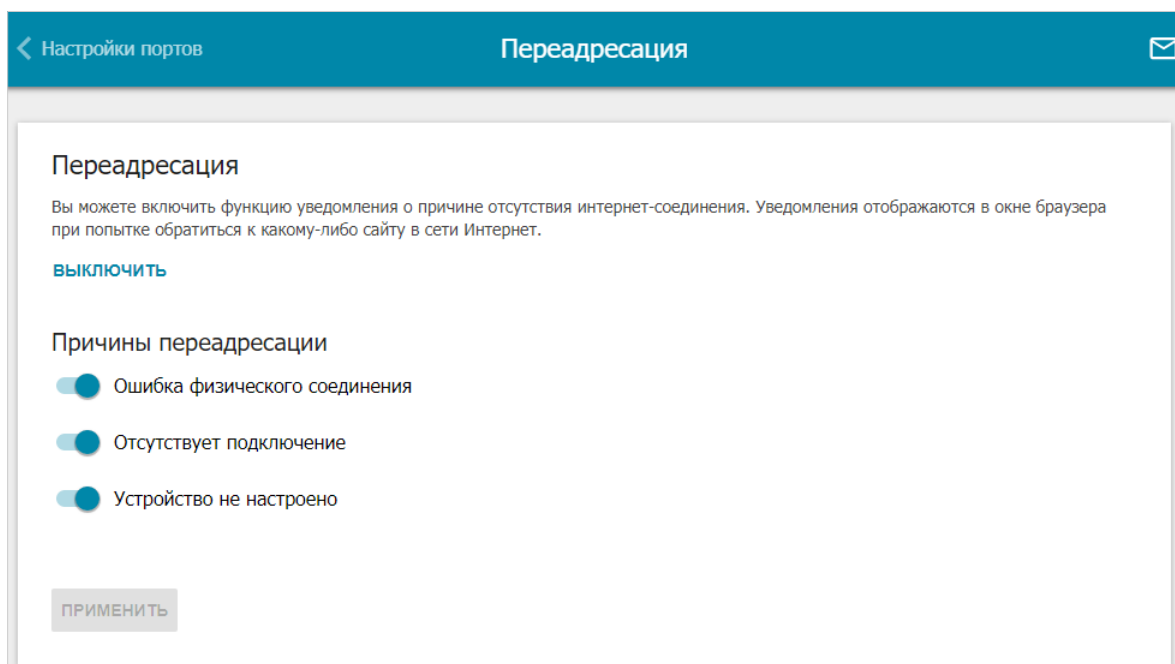 Настройки портов
Переадресация
Переадресация
Вы можете включить функцию уведомления о причине отсутствия интернет-соединения. Уведомления отображаются в окне браузера
при попытке обратиться к какому-либо сайту в сети Интернет.
ВЫКЛЮЧИТЬ
Причины переадресации
Ошибка физического соединения
Отсутствует подключение
Устройство не настроено
ПРИМЕНИТЬ